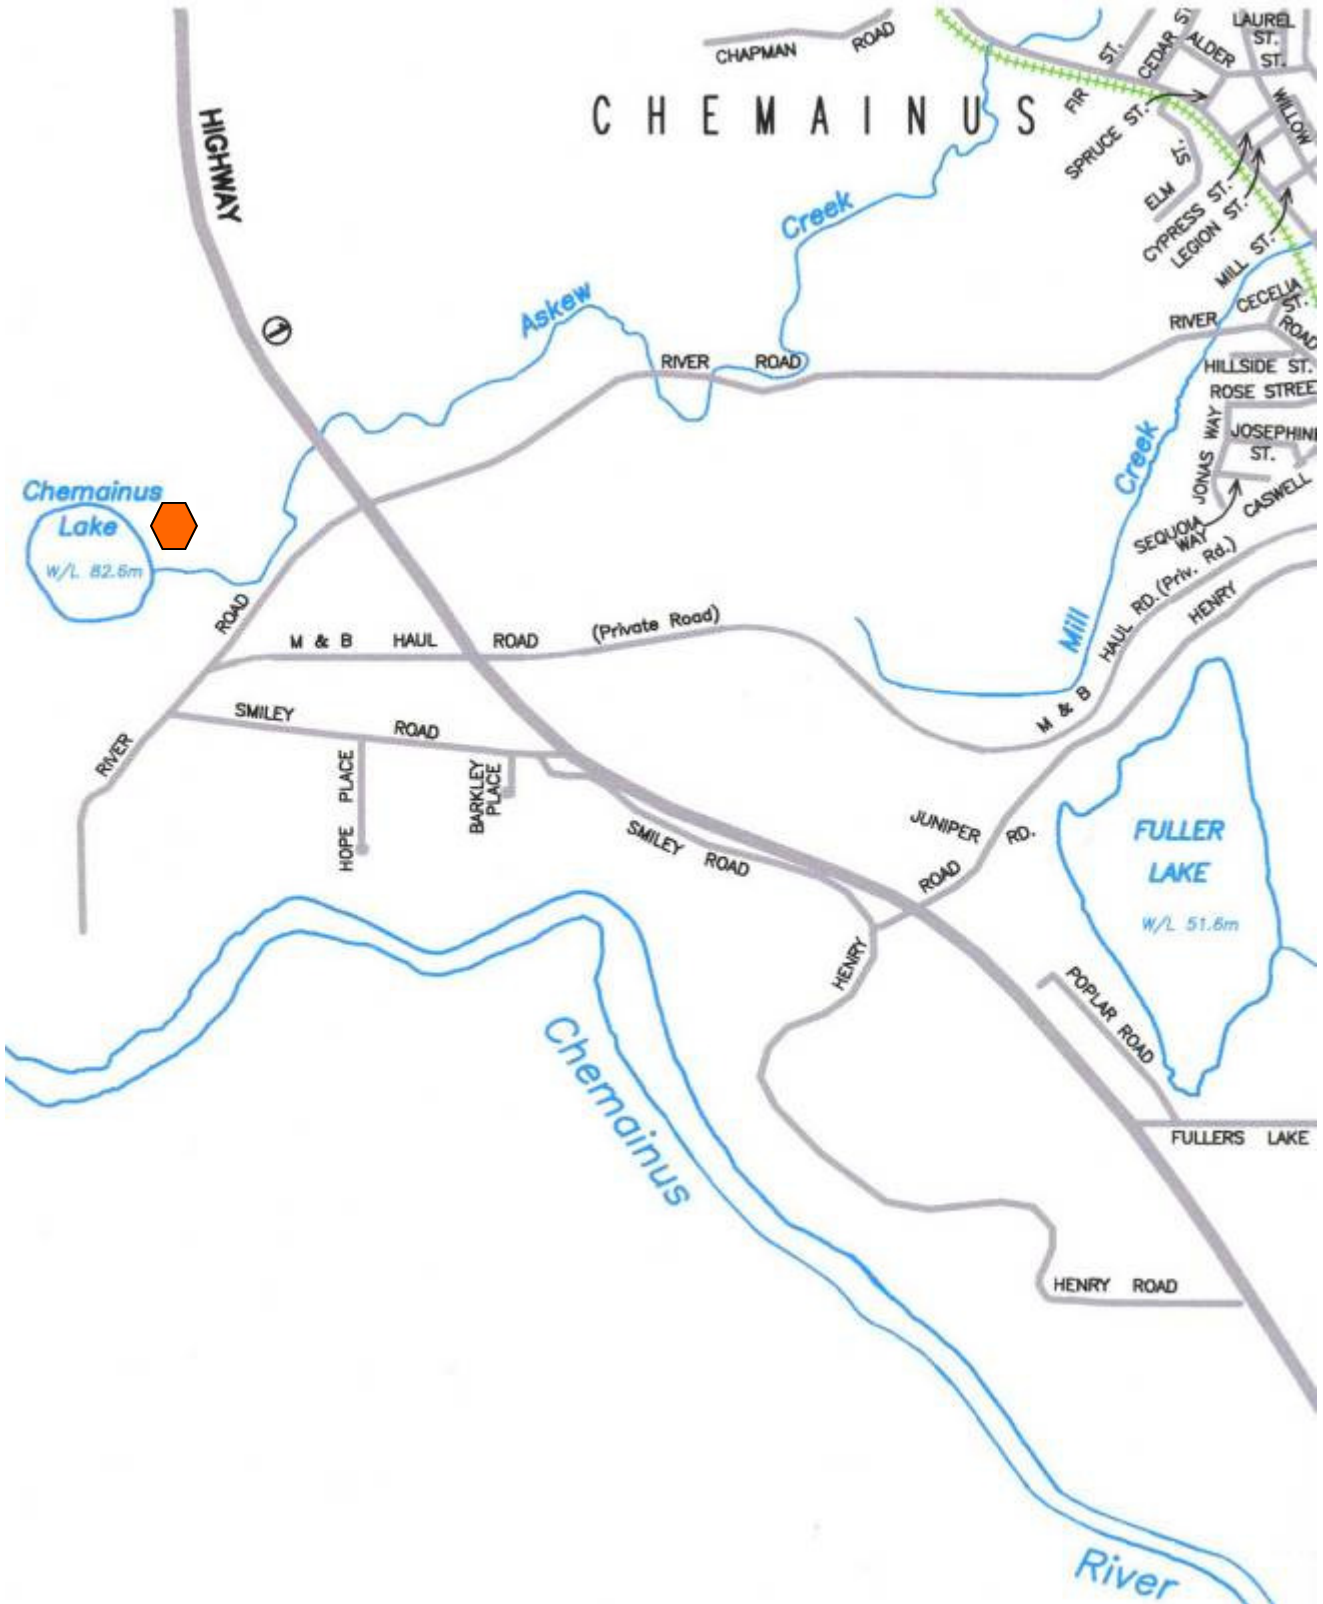 CHAPMAN ROAD
CHEMAINUS
HIGHWAY
1
LAUREL
ST.
ST.
CEDAR ST
ALDER
ST.
FIR
WILLOW
SPRUCE ST.
ELM
ST.
CYPRESS ST.
LEGION ST.
MILL ST.
Askew
Creek
RIVER ROAD
RIVER
CECELIA
ST.
ROAD
HILLSIDE ST.
ROSE STREE
JONAS WAY
JOSEPHINE
ST.
SEQUOIA
WAY
CASWELL
Mill
Creek
Chemainus
Lake
W/L 82.6m
ROAD
RIVER
M & B HAUL ROAD (Private Road)
M & B HAUL RD. (Priv. Rd.)
HENRY
SMILEY ROAD
HOPE PLACE
BARKLEY
PLACE
SMILEY ROAD
JUNIPER RD.
ROAD
HENRY
FULLER
LAKE
W/L 51.6m
POPLAR ROAD
FULLERS LAKE
HENRY ROAD
Chemainus
River